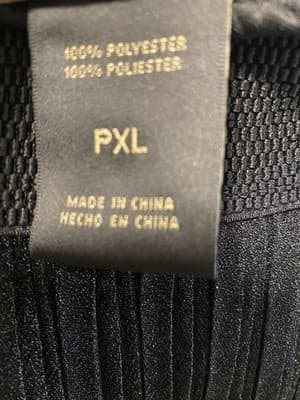 100% POLYESTER
100% POLIESTER
PXL
MADE IN CHINA
HECHO EN CHINA